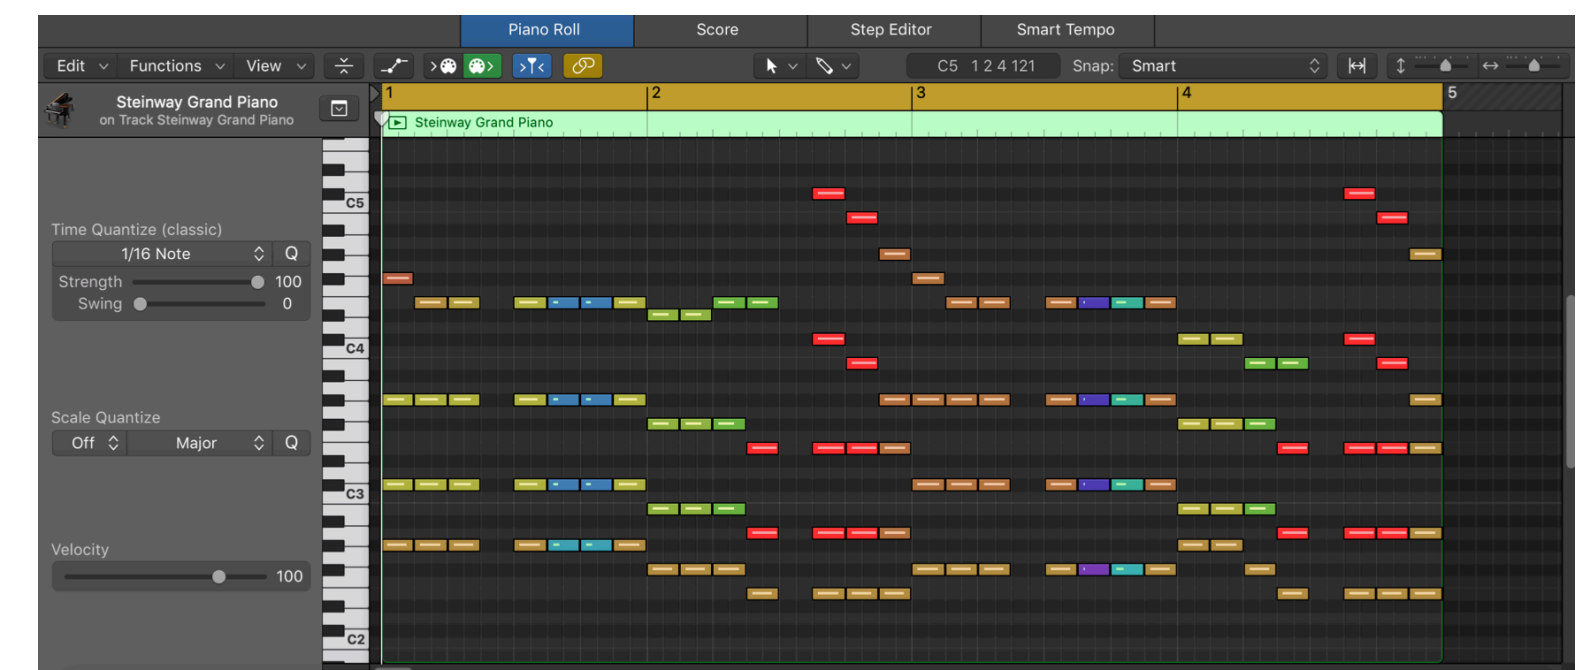 Piano Roll Score Step Editor Smart Tempo
Edit Functions View C5 1 2 4 121 Snap: Smart
Steinway Grand Piano
on Track Steinway Grand Piano
1 2 3 4 5
Steinway Grand Piano
C5
Time Quantize (classic)
1/16 Note Q
Strength 100
Swing 0
C4
Scale Quantize
Off Major Q
C3
Velocity
100
C2